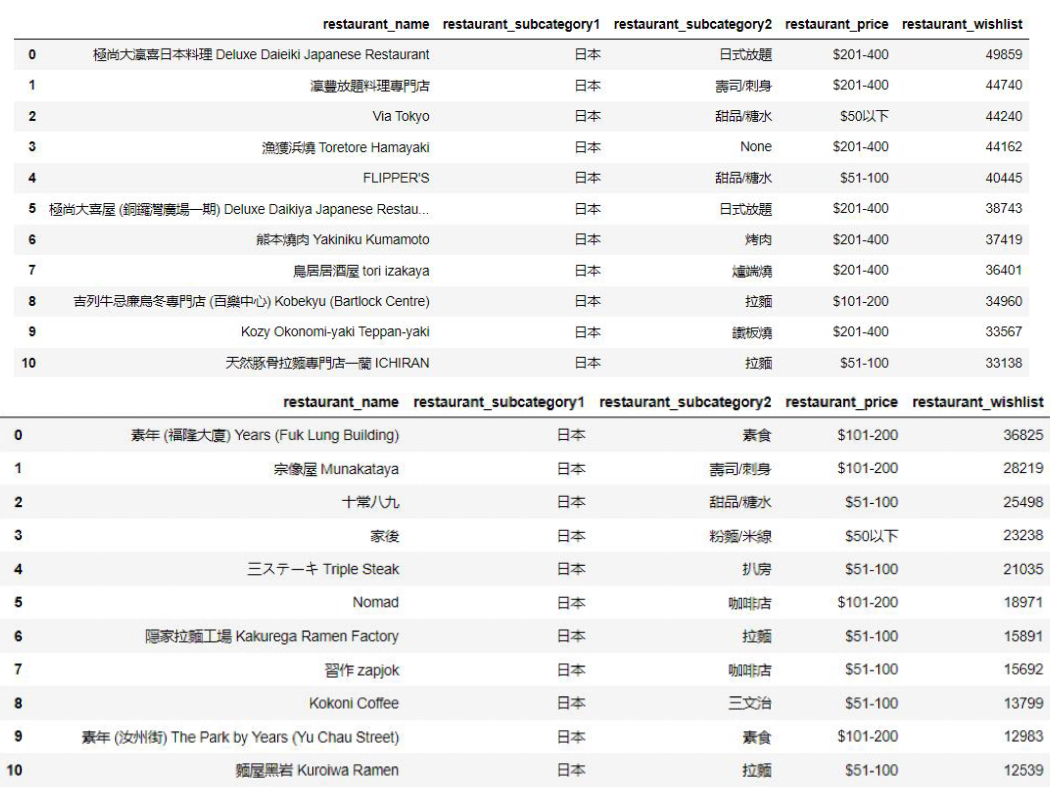 restaurant_name restaurant_subcategory1 restaurant_subcategory2 restaurant_price restaurant_wishlist
0 極尚大瀛喜日本料理 Deluxe Daieiki Japanese Restaurant 日本 日式放題 $201-400 49859
1 瀛豐放題料理專門店 日本 壽司/刺身 $201-400 44740
2 Via Tokyo 日本 甜品/糖水 $50以下 44240
3 漁獲浜燒 Toretore Hamayaki 日本 None $201-400 44162
4 FLIPPER'S 日本 甜品/糖水 $51-100 40445
5 極尚大喜屋 (銅鑼灣廣場一期) Deluxe Daikiya Japanese Restau... 日本 日式放題 $201-400 38743
6 熊本燒肉 Yakiniku Kumamoto 日本 烤肉 $201-400 37419
7 鳥居居酒屋 tori izakaya 日本 爐端燒 $201-400 36401
8 吉列牛忌廉烏冬專門店 (百樂中心) Kobekyu (Bartlock Centre) 日本 拉麵 $101-200 34960
9 Kozy Okonomi-yaki Teppan-yaki 日本 鐵板燒 $201-400 33567
10 天然豚骨拉麵專門店一蘭 ICHIRAN 日本 拉麵 $51-100 33138
restaurant_name restaurant_subcategory1 restaurant_subcategory2 restaurant_price restaurant_wishlist
0 素年 (福隆大廈) Years (Fuk Lung Building) 日本 素食 $101-200 36825
1 宗像屋 Munakataya 日本 壽司/刺身 $101-200 28219
2 十常八九 日本 甜品/糖水 $51-100 25498
3 家後 日本 粉麵/米線 $50以下 23238
4 三ステーキ Triple Steak 日本 扒房 $51-100 21035
5 Nomad 日本 咖啡店 $101-200 18971
6 隠家拉麵工場 Kakurega Ramen Factory 日本 拉麵 $51-100 15891
7 習作 zapjok 日本 咖啡店 $51-100 15692
8 Kokoni Coffee 日本 三文治 $51-100 13799
9 素年 (汝州街) The Park by Years (Yu Chau Street) 日本 素食 $101-200 12983
10 麵屋黑岩 Kuroiwa Ramen 日本 拉麵 $51-100 12539